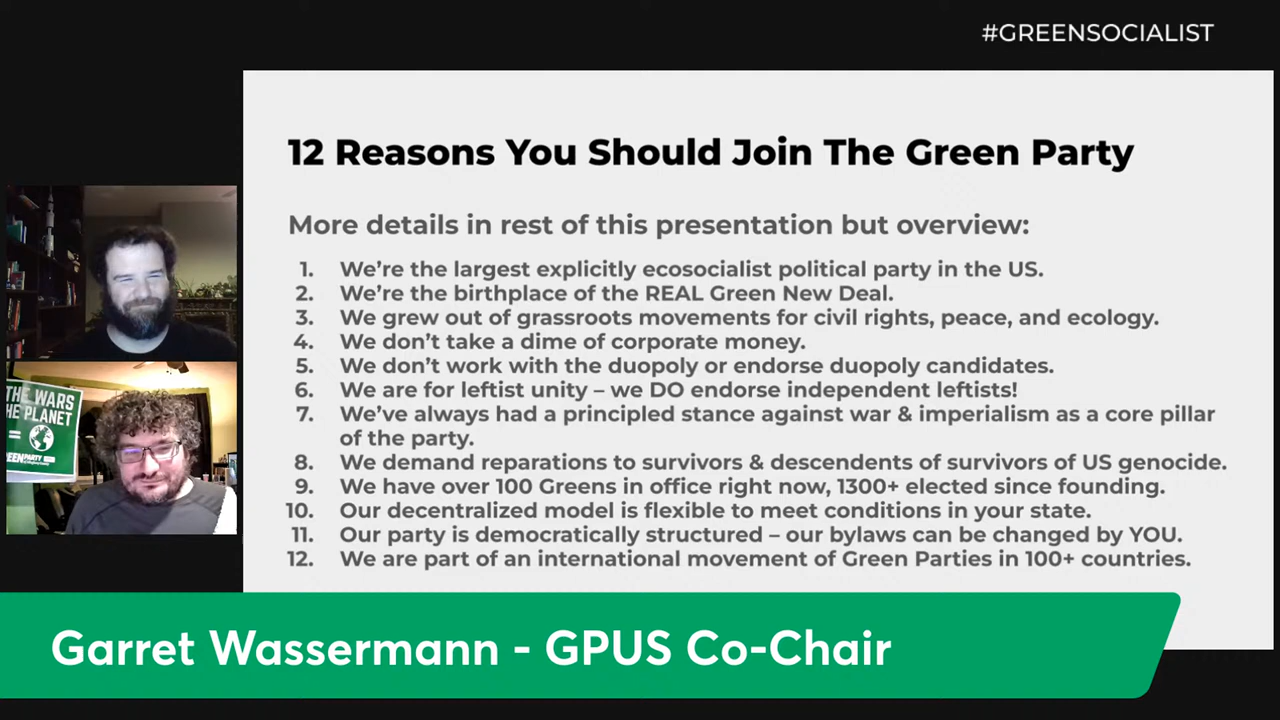 #GREENSOCIALIST
12 Reasons You Should Join The Green Party
More details in rest of this presentation but overview:
1. We're the largest explicitly ecosocialist political party in the US.
2. We're the birthplace of the REAL Green New Deal.
3. We grew out of grassroots movements for civil rights, peace, and ecology.
4. We don't take a dime of corporate money.
5. We don't work with the duopoly or endorse duopoly candidates.
6. We are for leftist unity – we DO endorse independent leftists!
7. We've always had a principled stance against war & imperialism as a core pillar
of the party.
8. We demand reparations to survivors & descendents of survivors of US genocide.
9. We have over 100 Greens in office right now, 1300+ elected since founding.
10. Our decentralized model is flexible to meet conditions in your state.
11. Our party is democratically structured – our bylaws can be changed by YOU.
12. We are part of an international movement of Green Parties in 100+ countries.
THE WARS
HE PLANET
=
REENPARTY
Garret Wassermann - GPUS Co-Chair